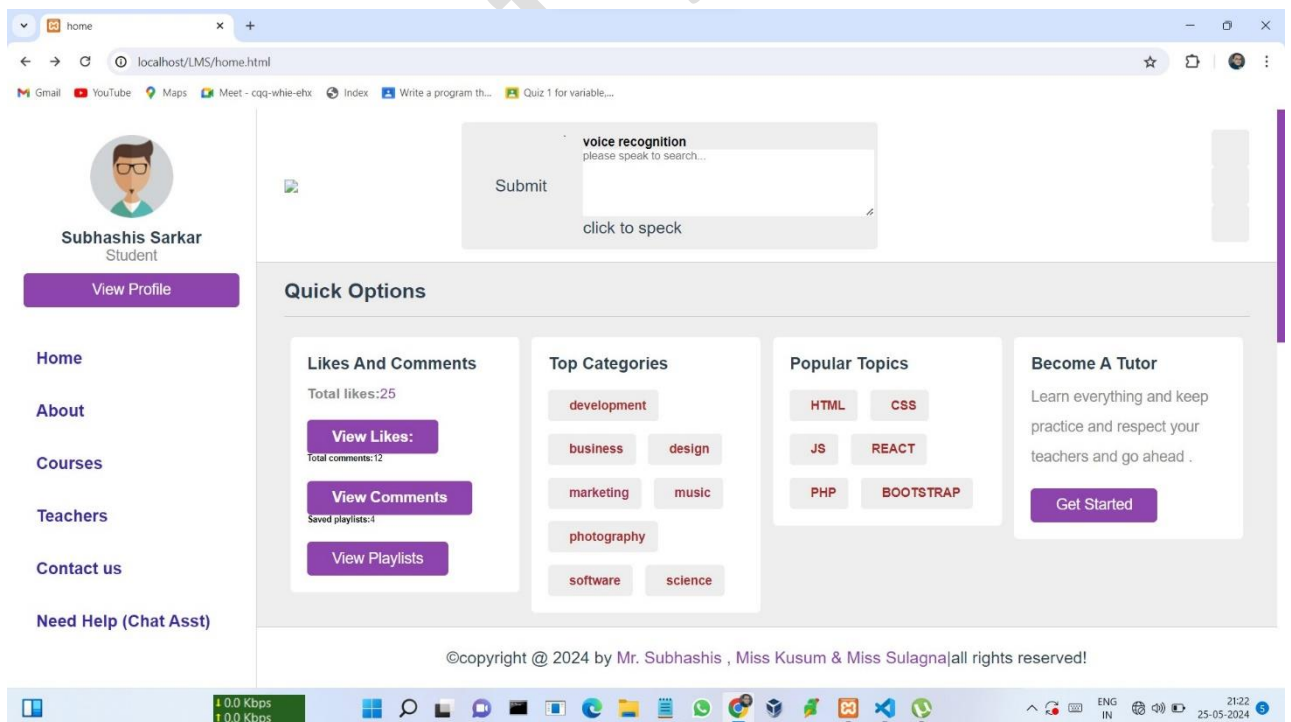 home
localhost/LMS/home.html
Gmail YouTube Maps Meet - cqq-whie-ehx Index Write a program th... Quiz 1 for variable,...
Subhashis Sarkar
Student
View Profile
Home
About
Courses
Teachers
Contact us
Need Help (Chat Asst)
Submit
voice recognition
please speak to search...
click to speck
Quick Options
Likes And Comments
Total likes:25
View Likes:
Total comments:12
View Comments
Saved playlists:4
View Playlists
Top Categories
development
business design
marketing music
photography
software science
Popular Topics
HTML CSS
JS REACT
PHP BOOTSTRAP
Become A Tutor
Learn everything and keep
practice and respect your
teachers and go ahead .
Get Started
©copyright @ 2024 by Mr. Subhashis , Miss Kusum & Miss Sulagna|all rights reserved!
0.0 Kbps
0.0 Kbps
ENG
IN
21:22
25-05-2024
5